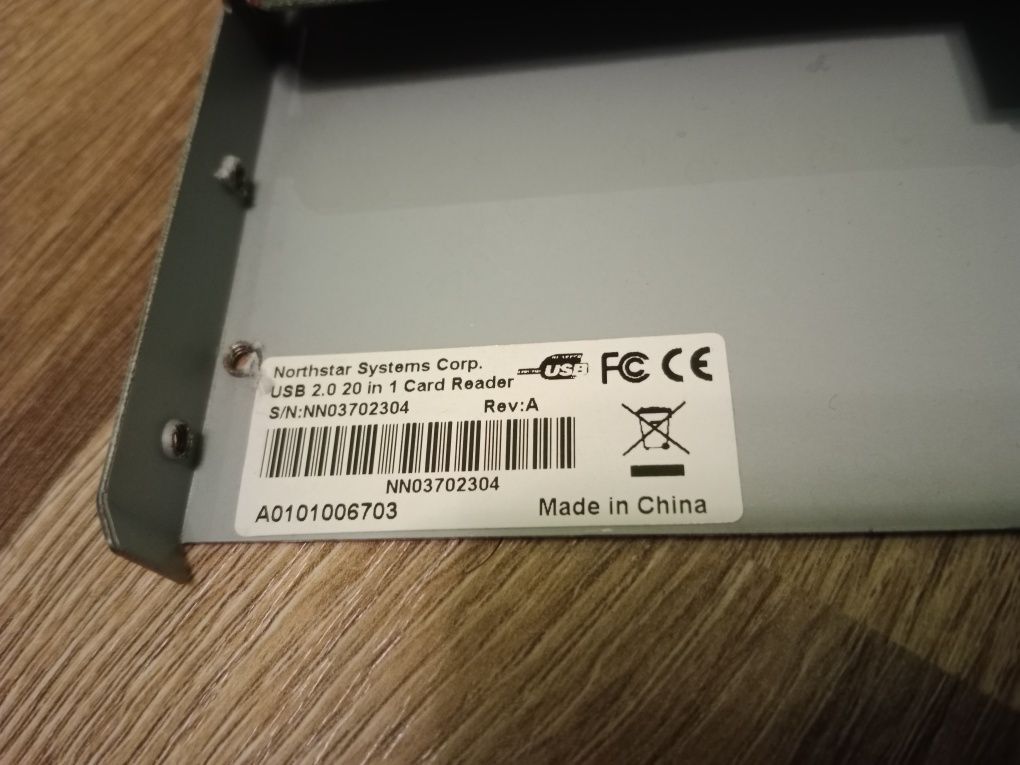 Northstar Systems Corp.
USB 2.0 20 in 1 Card Reader
USB FC CE
S/N:NN03702304 Rev:A
NN03702304
A0101006703 Made in China